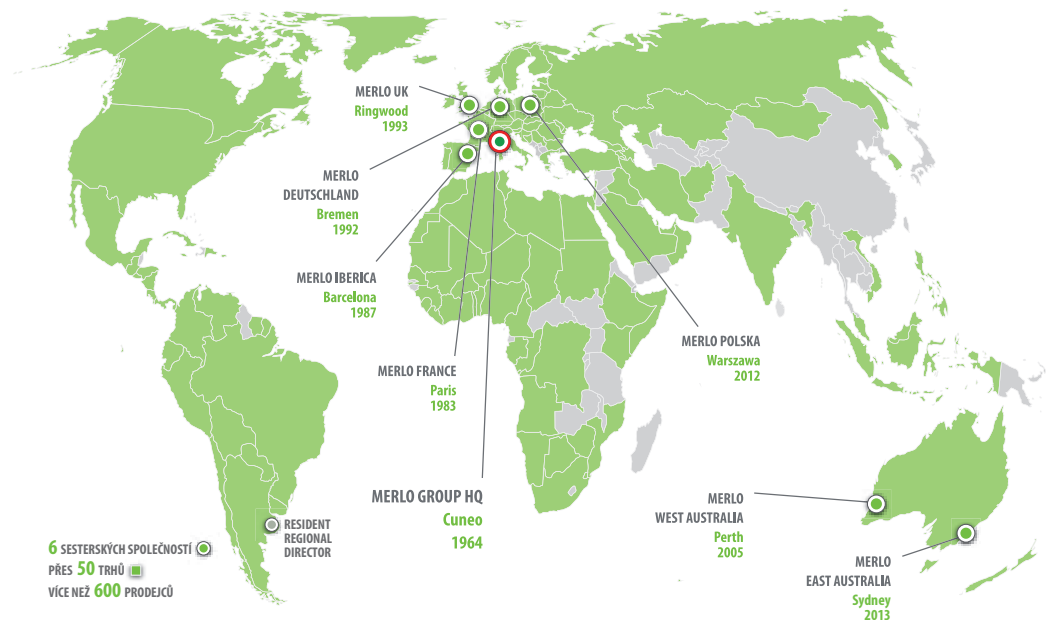 MERLO UK
Ringwood
1993
MERLO
DEUTSCHLAND
Bremen
1992
MERLO IBERICA
Barcelona
1987
MERLO FRANCE
Paris
1983
MERLO GROUP HQ
Cuneo
1964
MERLO POLSKA
Warszawa
2012
MERLO
WEST AUSTRALIA
Perth
2005
MERLO
EAST AUSTRALIA
Sydney
2013
RESIDENT
REGIONAL
DIRECTOR
6 SESTERSKÝCH SPOLEČNOSTÍ
PŘES 50 TRHŮ
VÍCE NEŽ 600 PRODEJCŮ